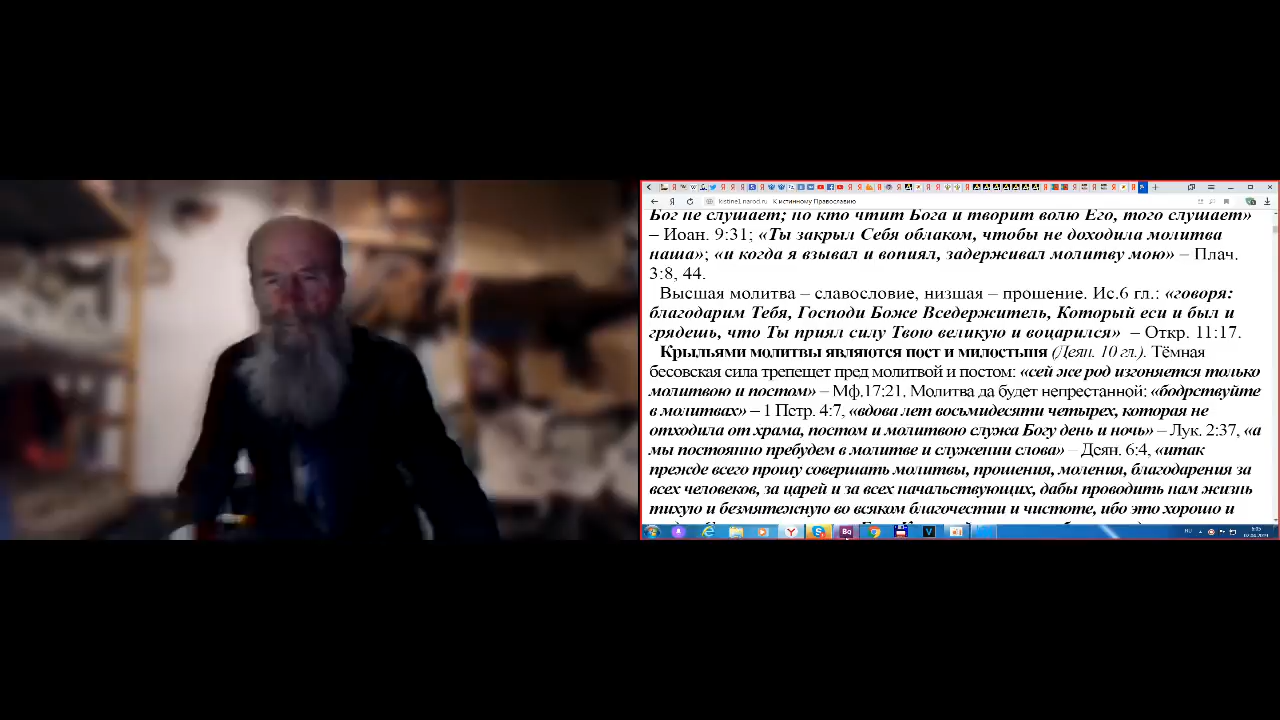 kistine1.narod.ru К истинному Православию
Бог не слушает; но кто чтит Бога и творит волю Его, того слушает»
– Иоан. 9:31; «Ты закрыл Себя облаком, чтобы не доходила молитва
наша»; «и когда я взывал и вопиял, задерживал молитву мою» – Плач.
3:8, 44.
Высшая молитва – славословие, низшая – прошение. Ис.6 гл.: «говоря:
благодарим Тебя, Господи Боже Вседержитель, Который еси и был и
грядешь, что Ты приял силу Твою великую и воцарился» – Откр. 11:17.
Крыльями молитвы являются пост и милостыня (Деян. 10 гл.). Тёмная
бесовская сила трепещет пред молитвой и постом: «сей же род изгоняется только
молитвою и постом» – Мф.17:21. Молитва да будет непрестанной: «бодрствуйте
в молитвах» – 1 Петр. 4:7, «вдова лет восьмидесяти четырех, которая не
отходила от храма, постом и молитвою служа Богу день и ночь» – Лук. 2:37, «а
мы постоянно пребудем в молитве и служении слова» – Деян. 6:4, «итак
прежде всего прошу совершать молитвы, прошения, моления, благодарения за
всех человеков, за царей и за всех начальствующих, дабы проводить нам жизнь
тихую и безмятежную во всяком благочестии и чистоте, ибо это хорошо и